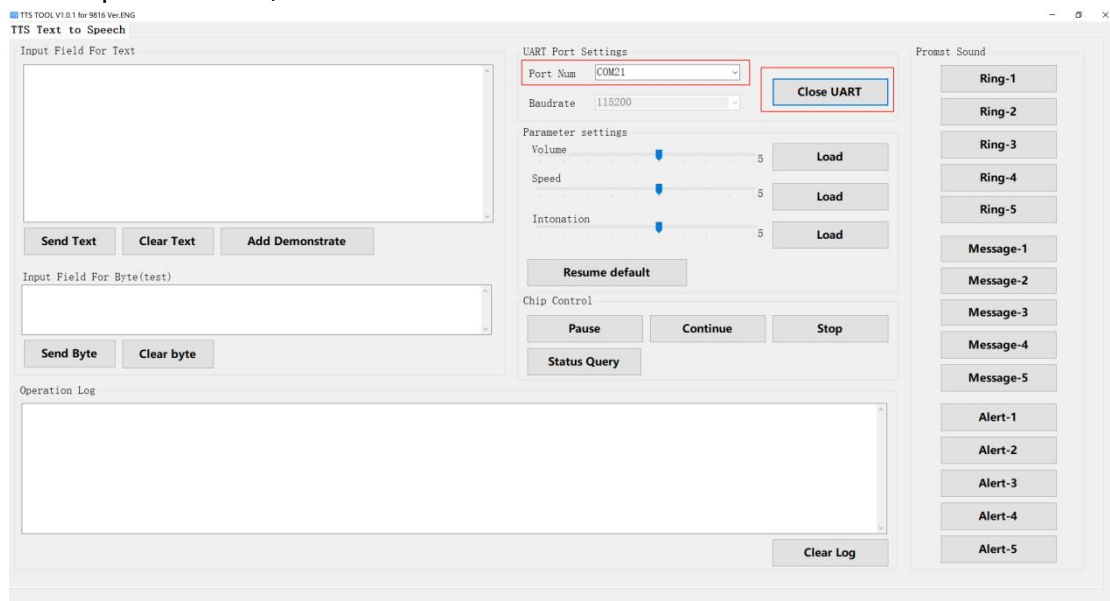 TTS TOOL V1.0.1 for 9816 Ver.ENG
TTS Text to Speech
Input Field For Text
Send Text
Clear Text
Add Demonstrate
Input Field For Byte(test)
Send Byte
Clear byte
UART Port Settings
Port Num
COM21
Close UART
Baudrate
115200
Parameter settings
Volume
5
Load
Speed
5
Load
Intonation
5
Load
Resume default
Chip Control
Pause
Continue
Stop
Status Query
Operation Log
Clear Log
Promst Sound
Ring-1
Ring-2
Ring-3
Ring-4
Ring-5
Message-1
Message-2
Message-3
Message-4
Message-5
Alert-1
Alert-2
Alert-3
Alert-4
Alert-5